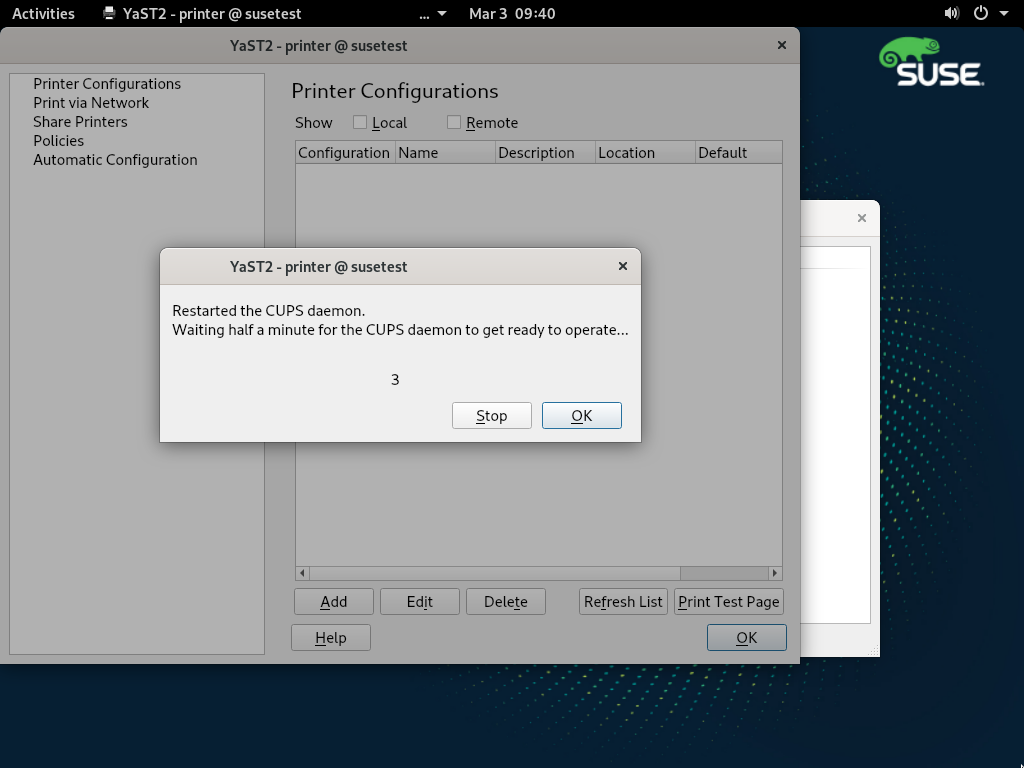 Activities YaST2 - printer @ susetest ... Mar 3 09:40
YaST2 - printer @ susetest
SUSE
Printer Configurations
Print via Network
Share Printers
Policies
Automatic Configuration
Printer Configurations
Show Local Remote
Configuration Name Description Location Default
YaST2 - printer @ susetest
Restarted the CUPS daemon.
Waiting half a minute for the CUPS daemon to get ready to operate...
3
Stop OK
Add Edit Delete Refresh List Print Test Page
Help OK